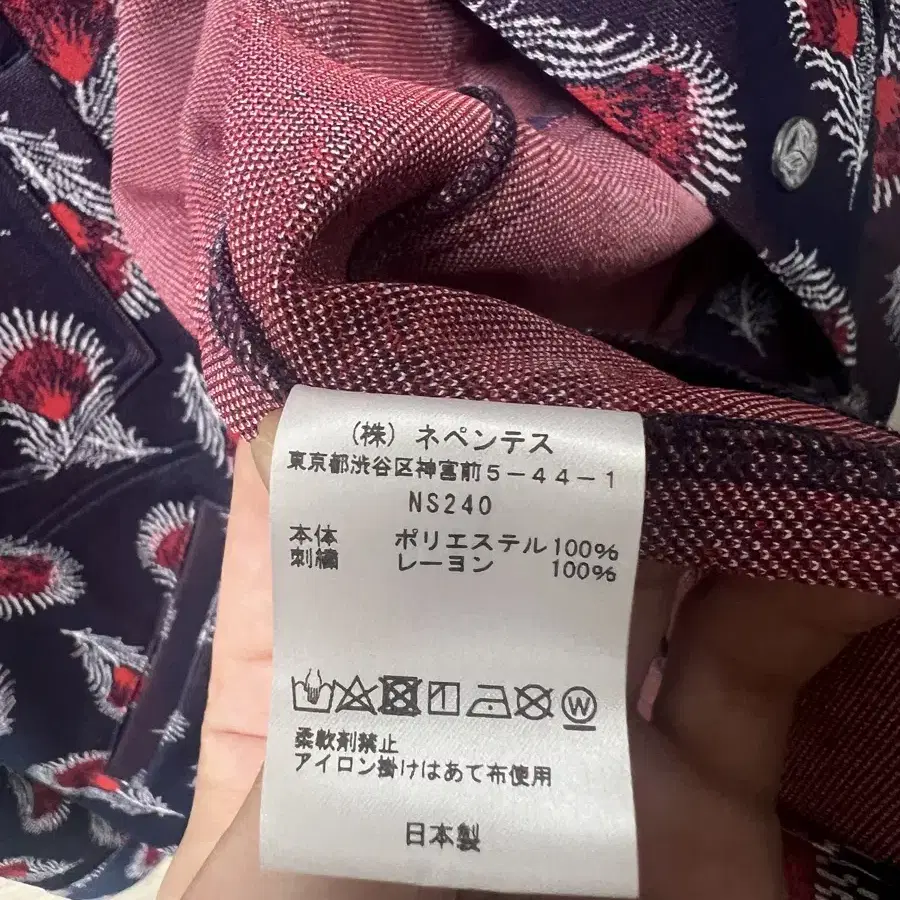 (株) ネペンテス
東京都渋谷区神宮前5-44-1
NS240
本体 ポリエステル100%
刺繍 レーヨン 100%
W
柔軟剤禁止
アイロン掛けはあて布使用
日本製